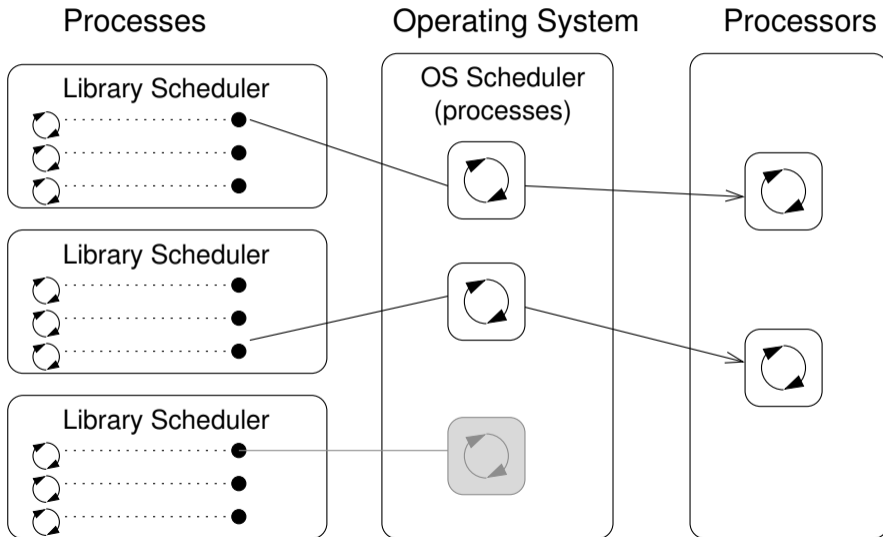 Processes
Operating System
Processors
Library Scheduler
OS Scheduler
(processes)
Library Scheduler
Library Scheduler